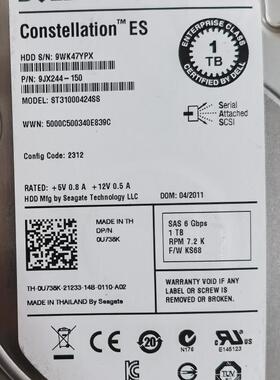 Constellation™ ES
HDD S/N: 9WK47YPX
P/N: 9JX244-150
MODEL: ST31000424SS
WWN: 5000C500340E839C
Config Code: 2312
ENTERPRISE CLASS
1
TB
CERTIFIED BY DELL
Serial
Attached
SCSI
RATED: +5V 0.8 A +12V 0.5 A
HDD Mfg by Seagate Technology LLC
DOM: 04/2011
MADE IN TH
DP/N
0U738K
SAS 6 Gbps
1 TB
RPM 7.2 K
F/W KS68
TH-0U738K-21233-14B-0110-A02
MADE IN THAILAND By Seagate
WARRANTY VOID IF ANY
LABEL OR SCREW IS REMOVED
10
N176
E145123
TUV